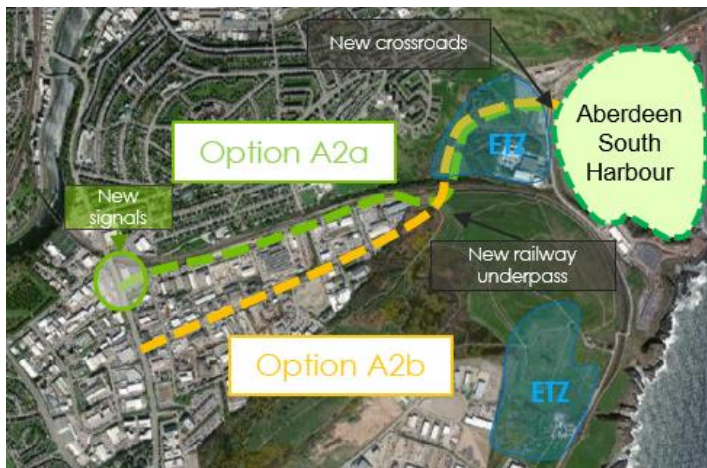 New crossroads
Aberdeen
South
Harbour
ETZ
Option A2a
New
signals
New railway
underpass
Option A2b
ETZ